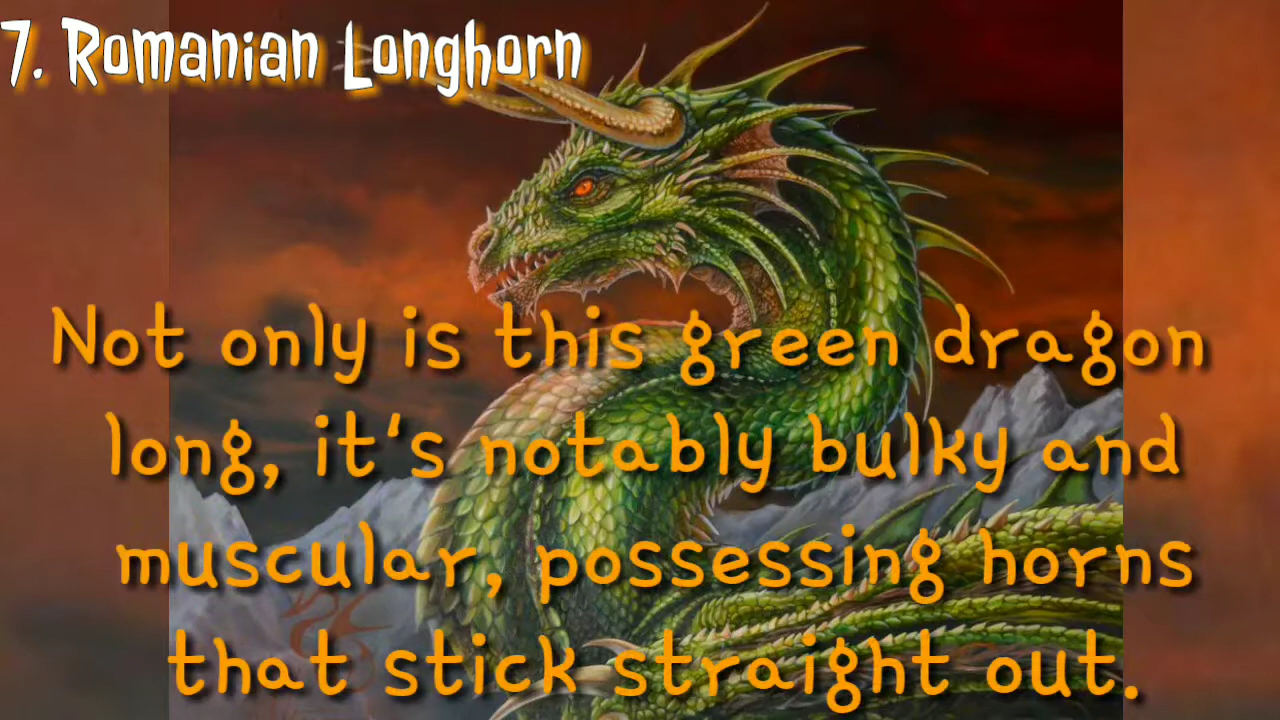 7. Romanian Longhorn
Not only is this green dragon
long, it's notably bulky and
muscular, possessing horns
that stick straight out.